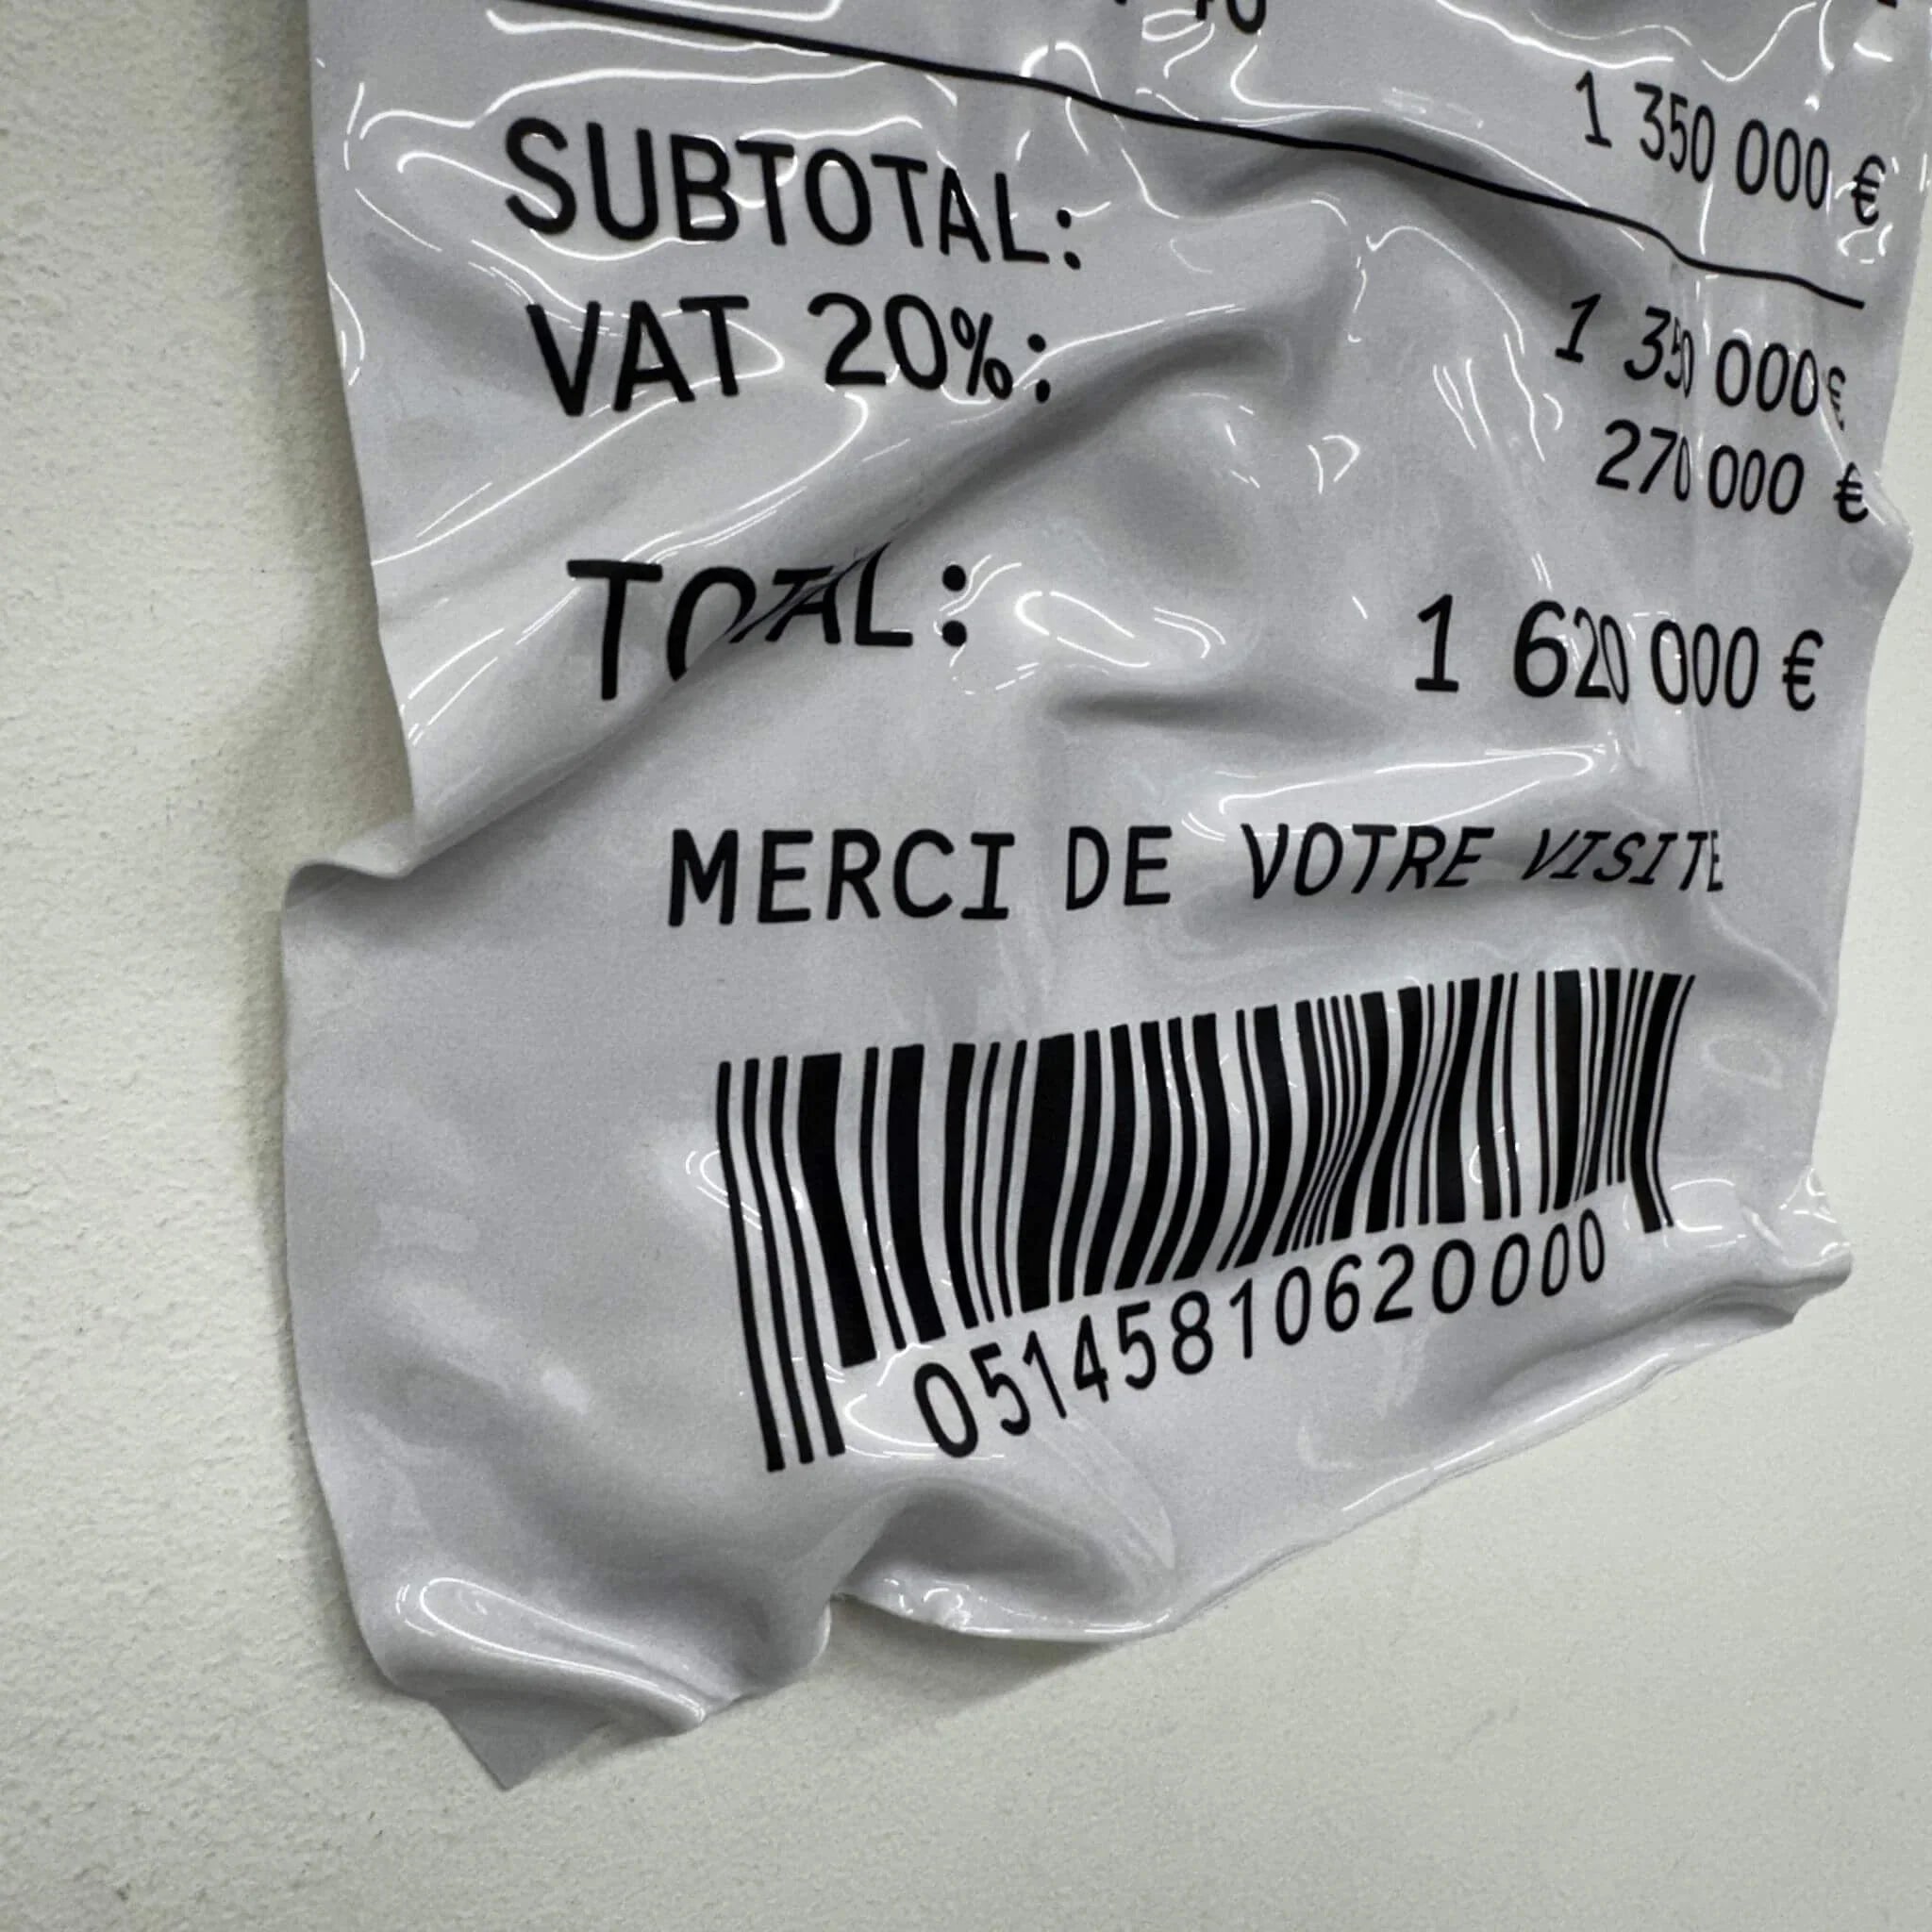 1 350 000 €
SUBTOTAL: 1 350 000 €
VAT 20%: 270 000 €
TOTAL: 1 620 000 €
MERCI DE VOTRE VISITE
05145810620000